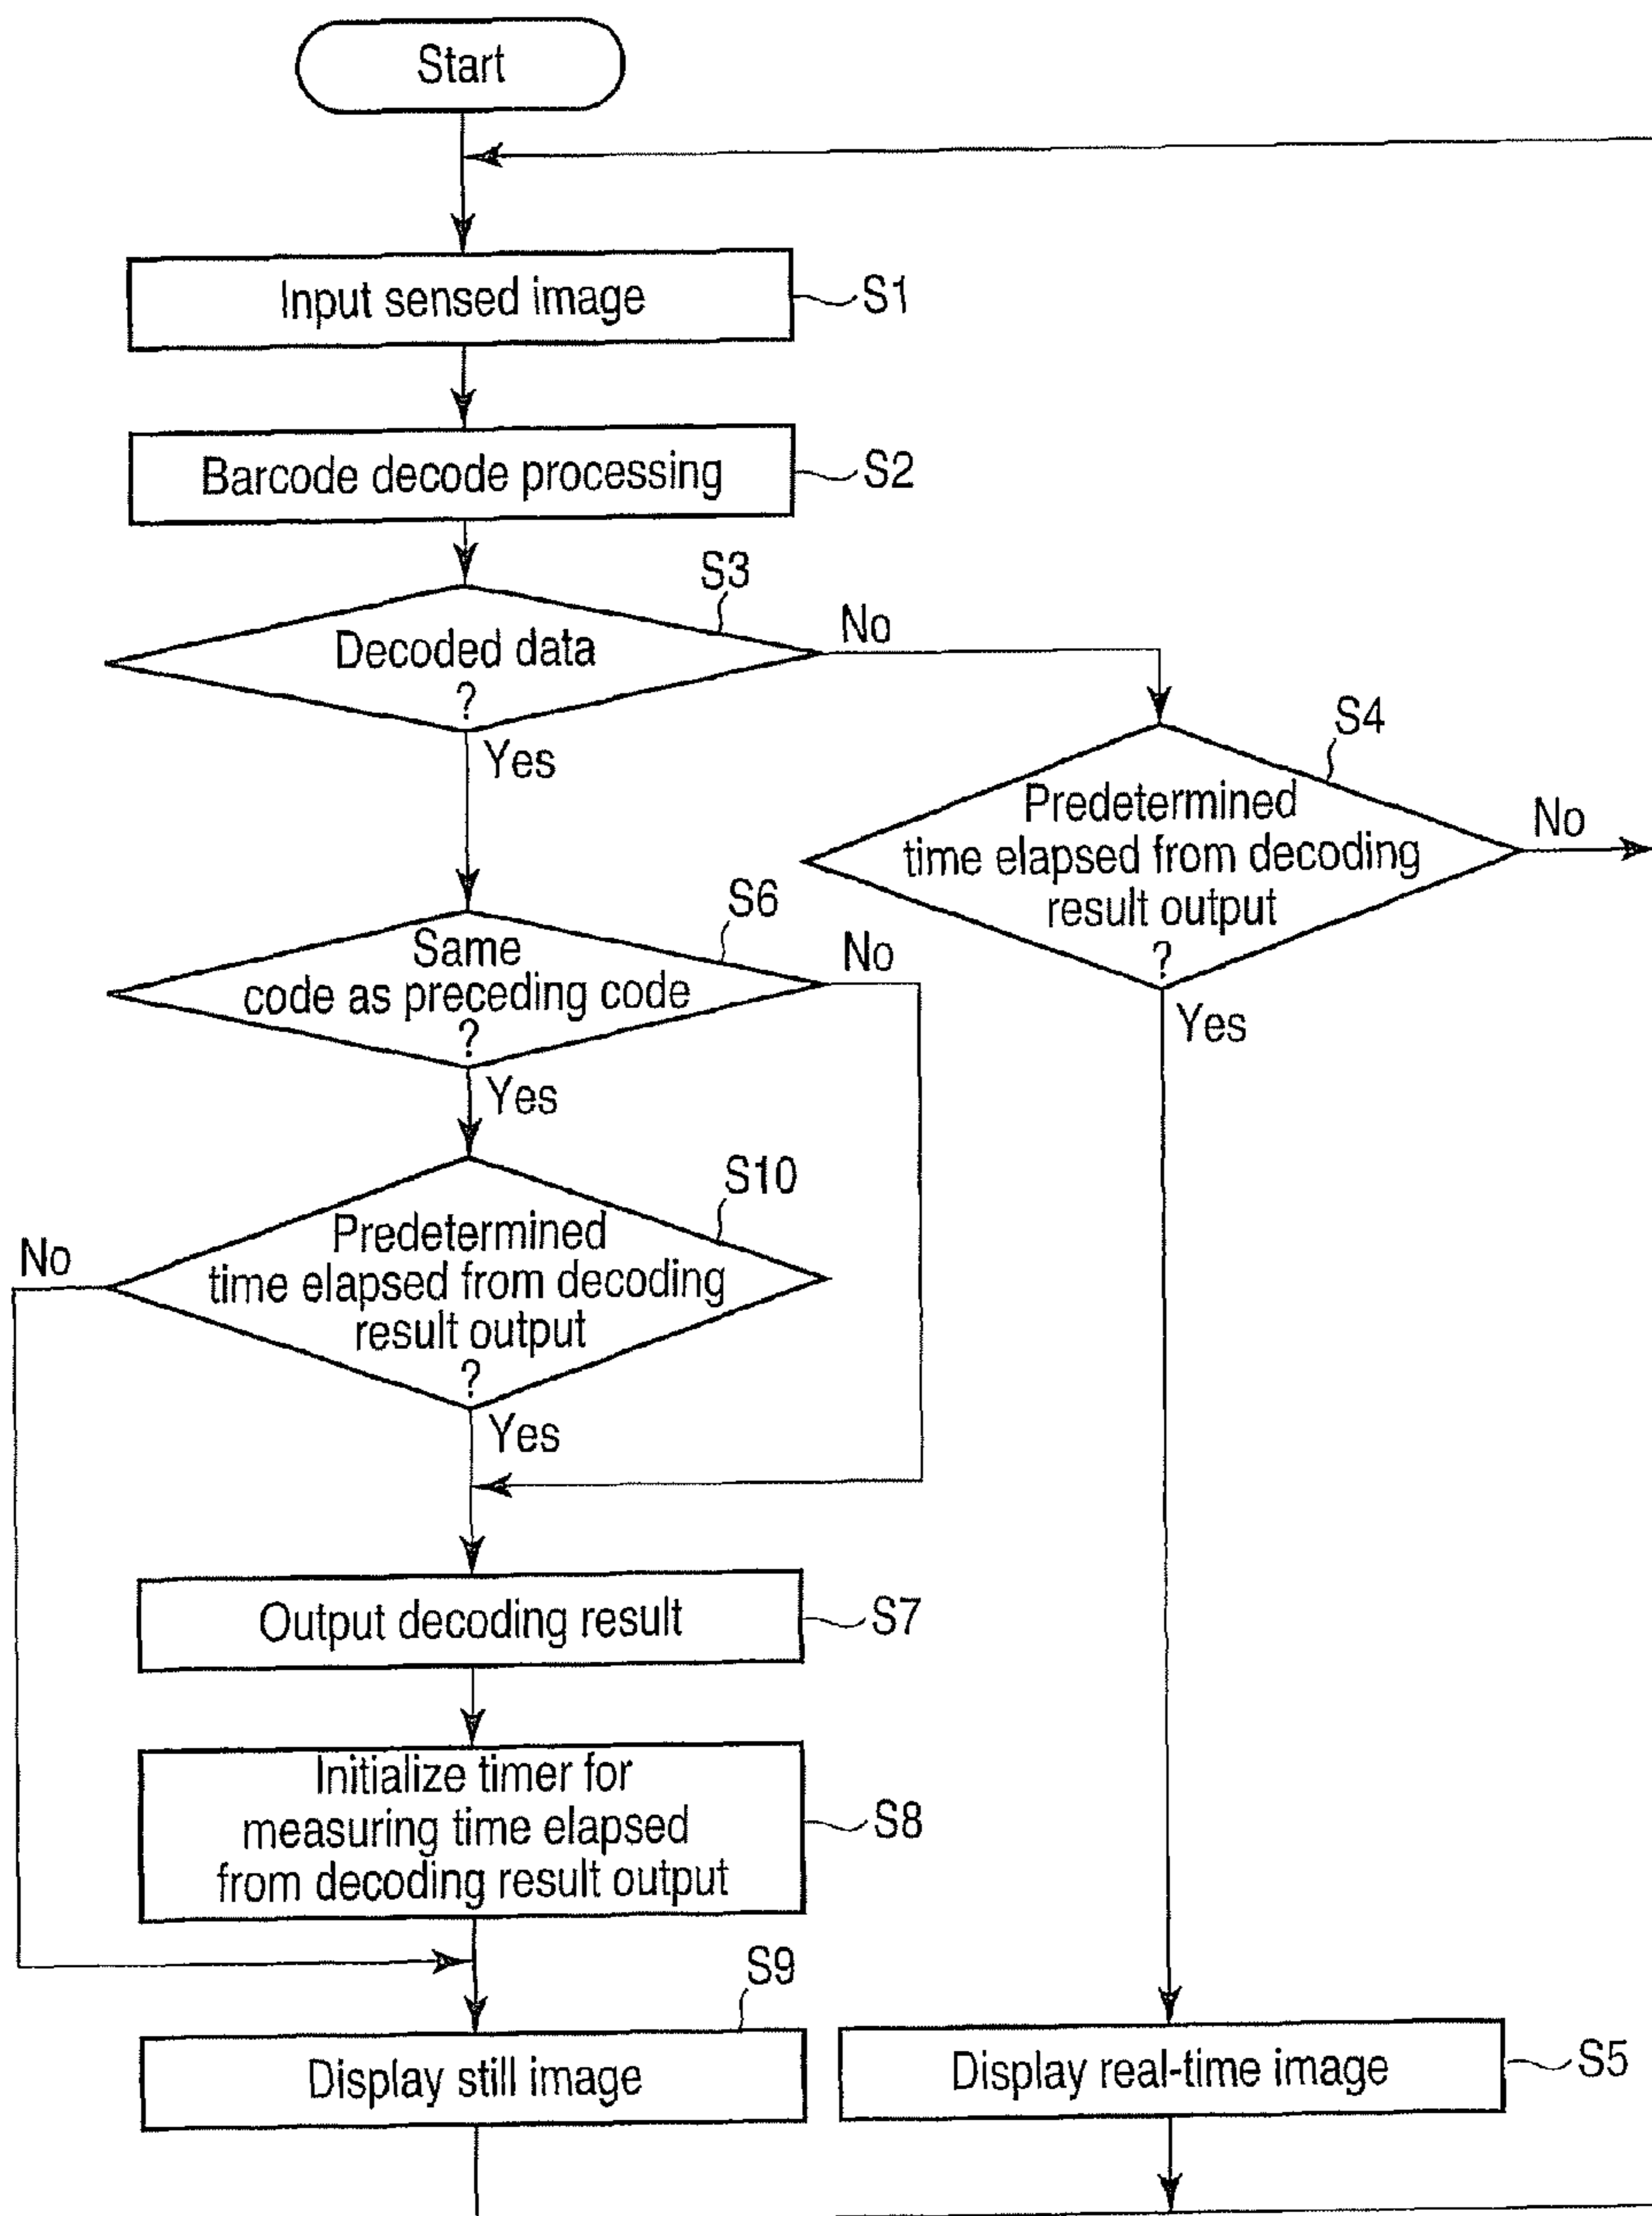 Start
Input sensed image
S1
Barcode decode processing
S2
S3
Decoded data
?
No
Yes
S4
Predetermined
time elapsed from decoding
result output
?
No
Yes
S6
Same
code as preceding code
?
No
Yes
S10
Predetermined
time elapsed from decoding
result output
?
No
Yes
Output decoding result
S7
Initialize timer for
measuring time elapsed
from decoding result output
S8
S9
Display still image
Display real-time image
S5